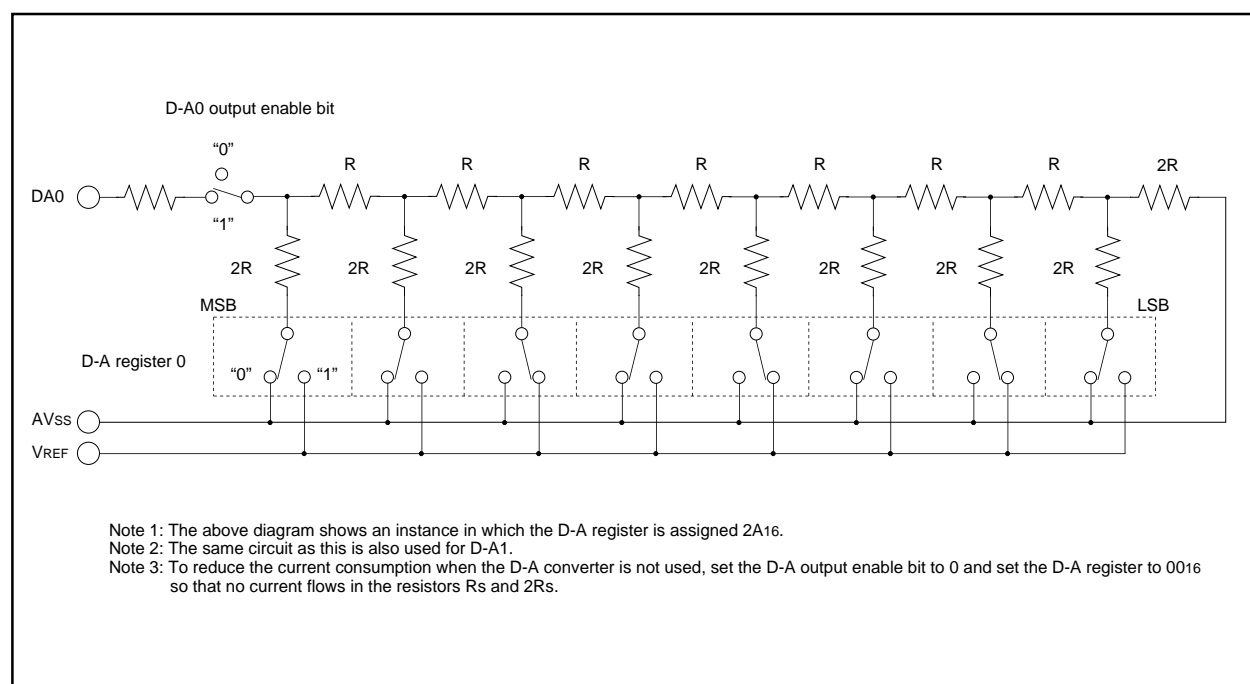 D-A0 output enable bit
“0”
R R R R R R R 2R
DA0
“1”
2R 2R 2R 2R 2R 2R 2R 2R
MSB LSB
D-A register 0
“0” “1”
AVSS
VREF
Note 1: The above diagram shows an instance in which the D-A register is assigned 2A16.
Note 2: The same circuit as this is also used for D-A1.
Note 3: To reduce the current consumption when the D-A converter is not used, set the D-A output enable bit to 0 and set the D-A register to 0016
so that no current flows in the resistors Rs and 2Rs.